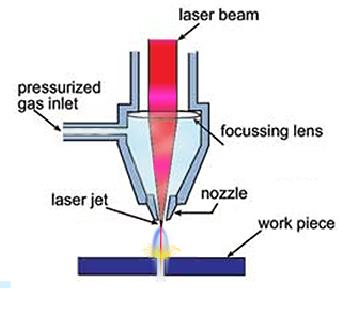 laser beam
pressurized
gas inlet
focussing lens
laser jet
nozzle
work piece